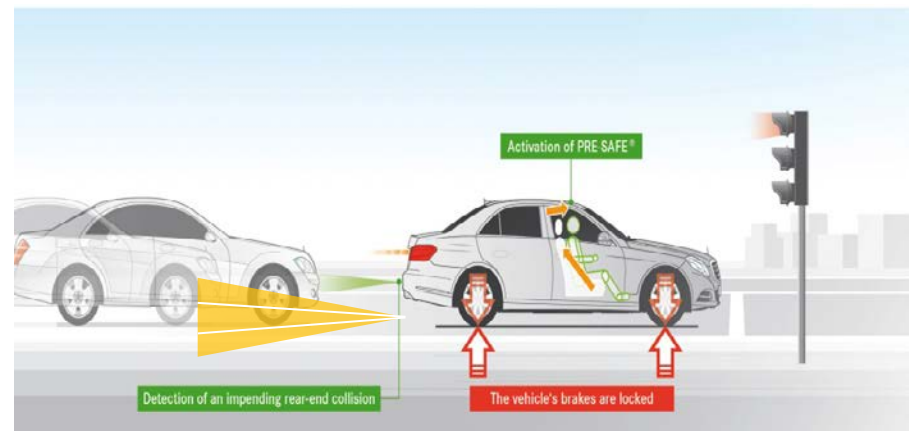 Activation of PRE SAFE®
Detection of an impending rear-end collision
The vehicle's brakes are locked